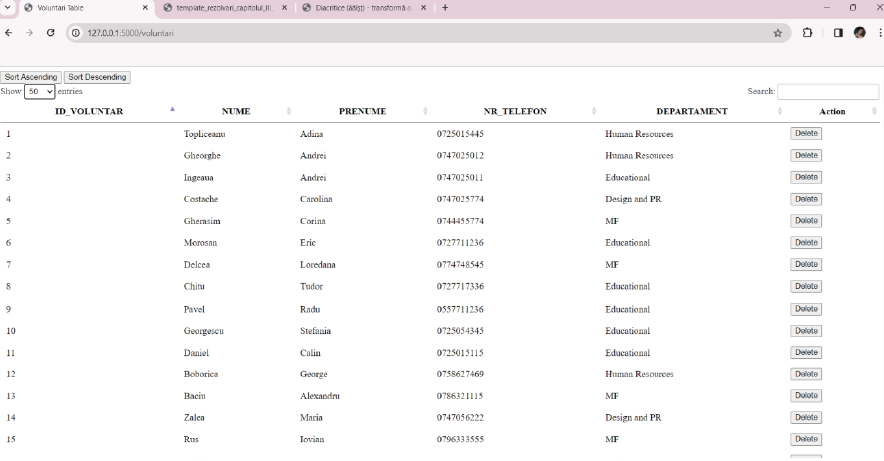 Voluntari Table
template_rezolvari_capitolul_III_
Diacritice (ăâîșț) - transformă a
127.0.0.1:5000/voluntari
Sort Ascending Sort Descending
Show 50 entries Search:
ID_VOLUNTAR NUME PRENUME NR_TELEFON DEPARTAMENT Action
1 Topliceanu Adina 0725015445 Human Resources Delete
2 Gheorghe Andrei 0747025012 Human Resources Delete
3 Ingeaua Andrei 0747025011 Educational Delete
4 Costache Carolina 0747025774 Design and PR Delete
5 Gherasim Corina 0744455774 MF Delete
6 Morosan Eric 0727711236 Educational Delete
7 Delcea Loredana 0774748545 MF Delete
8 Chitu Tudor 0727717336 Educational Delete
9 Pavel Radu 0557711236 Educational Delete
10 Georgescu Stefania 0725054345 Educational Delete
11 Daniel Calin 0725015115 Educational Delete
12 Boborica George 0758627469 Human Resources Delete
13 Baciu Alexandru 0786321115 MF Delete
14 Zalea Maria 0747056222 Design and PR Delete
15 Rus Iovian 0796333555 MF Delete